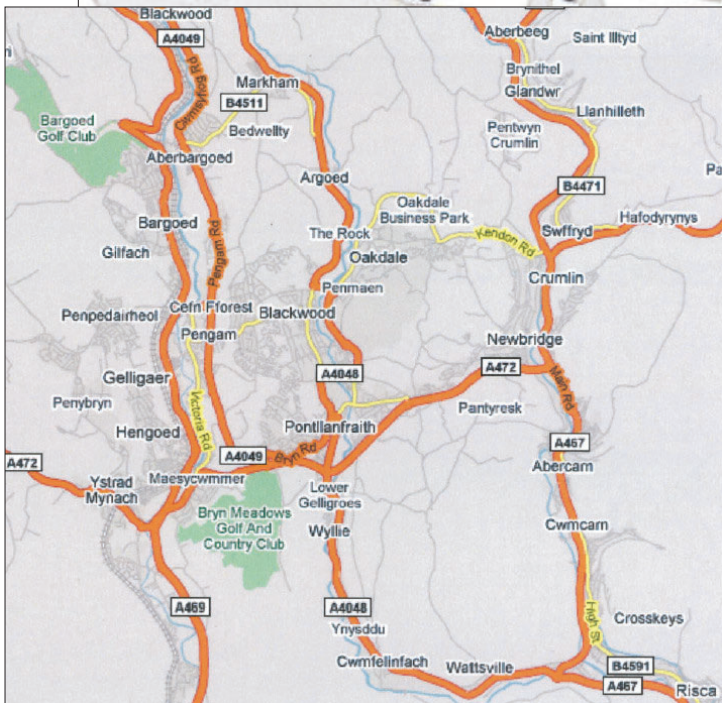 Blackwood
A4049
Aberbeeg
Saint Illtyd
Brynithel
Glandwr
Markham
B4511
Bedwellty
Bargoed
Golf Club
Llanhilleth
Pentwyn
Crumlin
Aberbargoed
Argoed
B4471
Oakdale
Business Park
Hafodyrynys
Swffryd
Bargoed
The Rock
Kendon Rd
Gilfach
Pengam Rd
Oakdale
Crumlin
Penmaen
Cefn Fforest
Penpedairheol
Blackwood
Pengam
Newbridge
A4048
A472
Gelligaer
Main Rd
Penybryn
Victoria Rd
Pantyresk
Pontllanfraith
Hengoed
A467
A4049
Bryn Rd
A472
Abercarn
Ystrad
Mynach
Maesycwmmer
Lower
Gelligroes
Bryn Meadows
Golf And
Country Club
Wyllie
Cwmcarn
A469
A4048
High St
Crosskeys
Ynysddu
Cwmfelinfach
Wattsville
B4591
A467
Risca